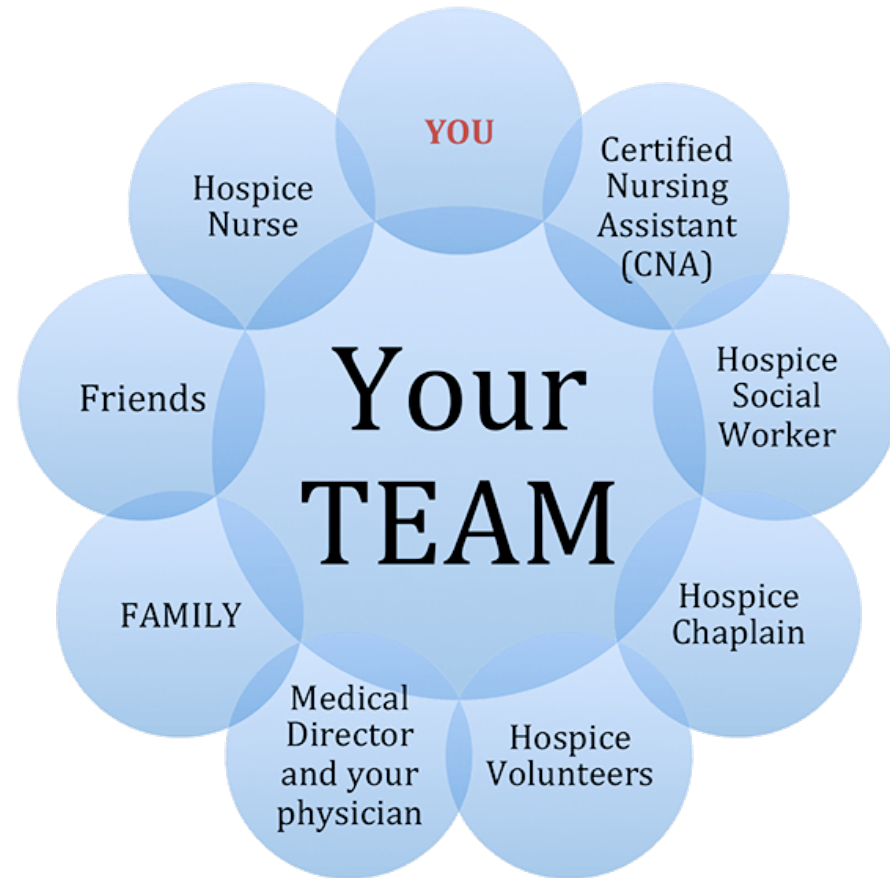 YOU
Certified
Nursing
Assistant
(CNA)
Hospice
Social
Worker
Hospice
Chaplain
Hospice
Volunteers
Medical
Director
and your
physician
FAMILY
Friends
Hospice
Nurse
Your
TEAM